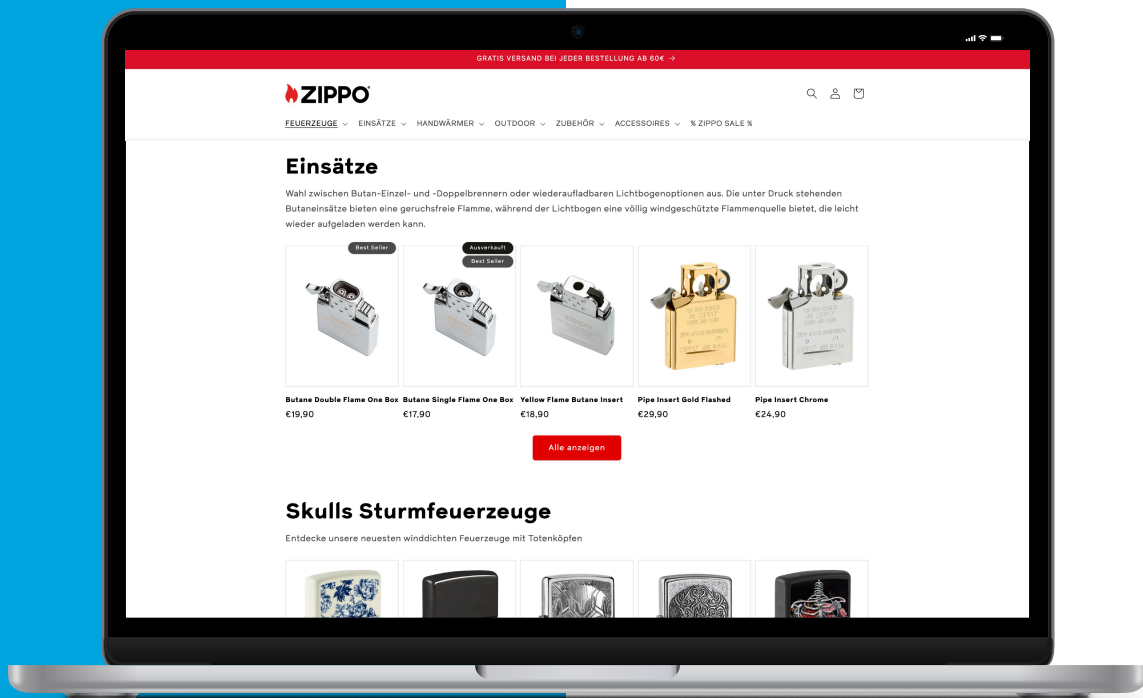 GRATIS VERSAND BEI JEDER BESTELLUNG AB 60€ →
ZIPPO
FEUERZEUGE EINSÄTZE HANDWÄRMER OUTDOOR ZUBEHÖR ACCESSOIRES % ZIPPO SALE %
Einsätze
Wahl zwischen Butan-Einzel- und -Doppelbrennern oder wiederaufladbaren Lichtbogenoptionen aus. Die unter Druck stehenden
Butaneinsätze bieten eine geruchsfreie Flamme, während der Lichtbogen eine völlig windgeschützte Flammenquelle bietet, die leicht
wieder aufgeladen werden kann.
Best Seller
Ausverkauft
Best Seller
Butane Double Flame One Box Butane Single Flame One Box Yellow Flame Butane Insert Pipe Insert Gold Flashed Pipe Insert Chrome
€19,90 €17,90 €18,90 €29,90 €24,90
Alle anzeigen
Skulls Sturmfeuerzeuge
Entdecke unsere neuesten winddichten Feuerzeuge mit Totenköpfen